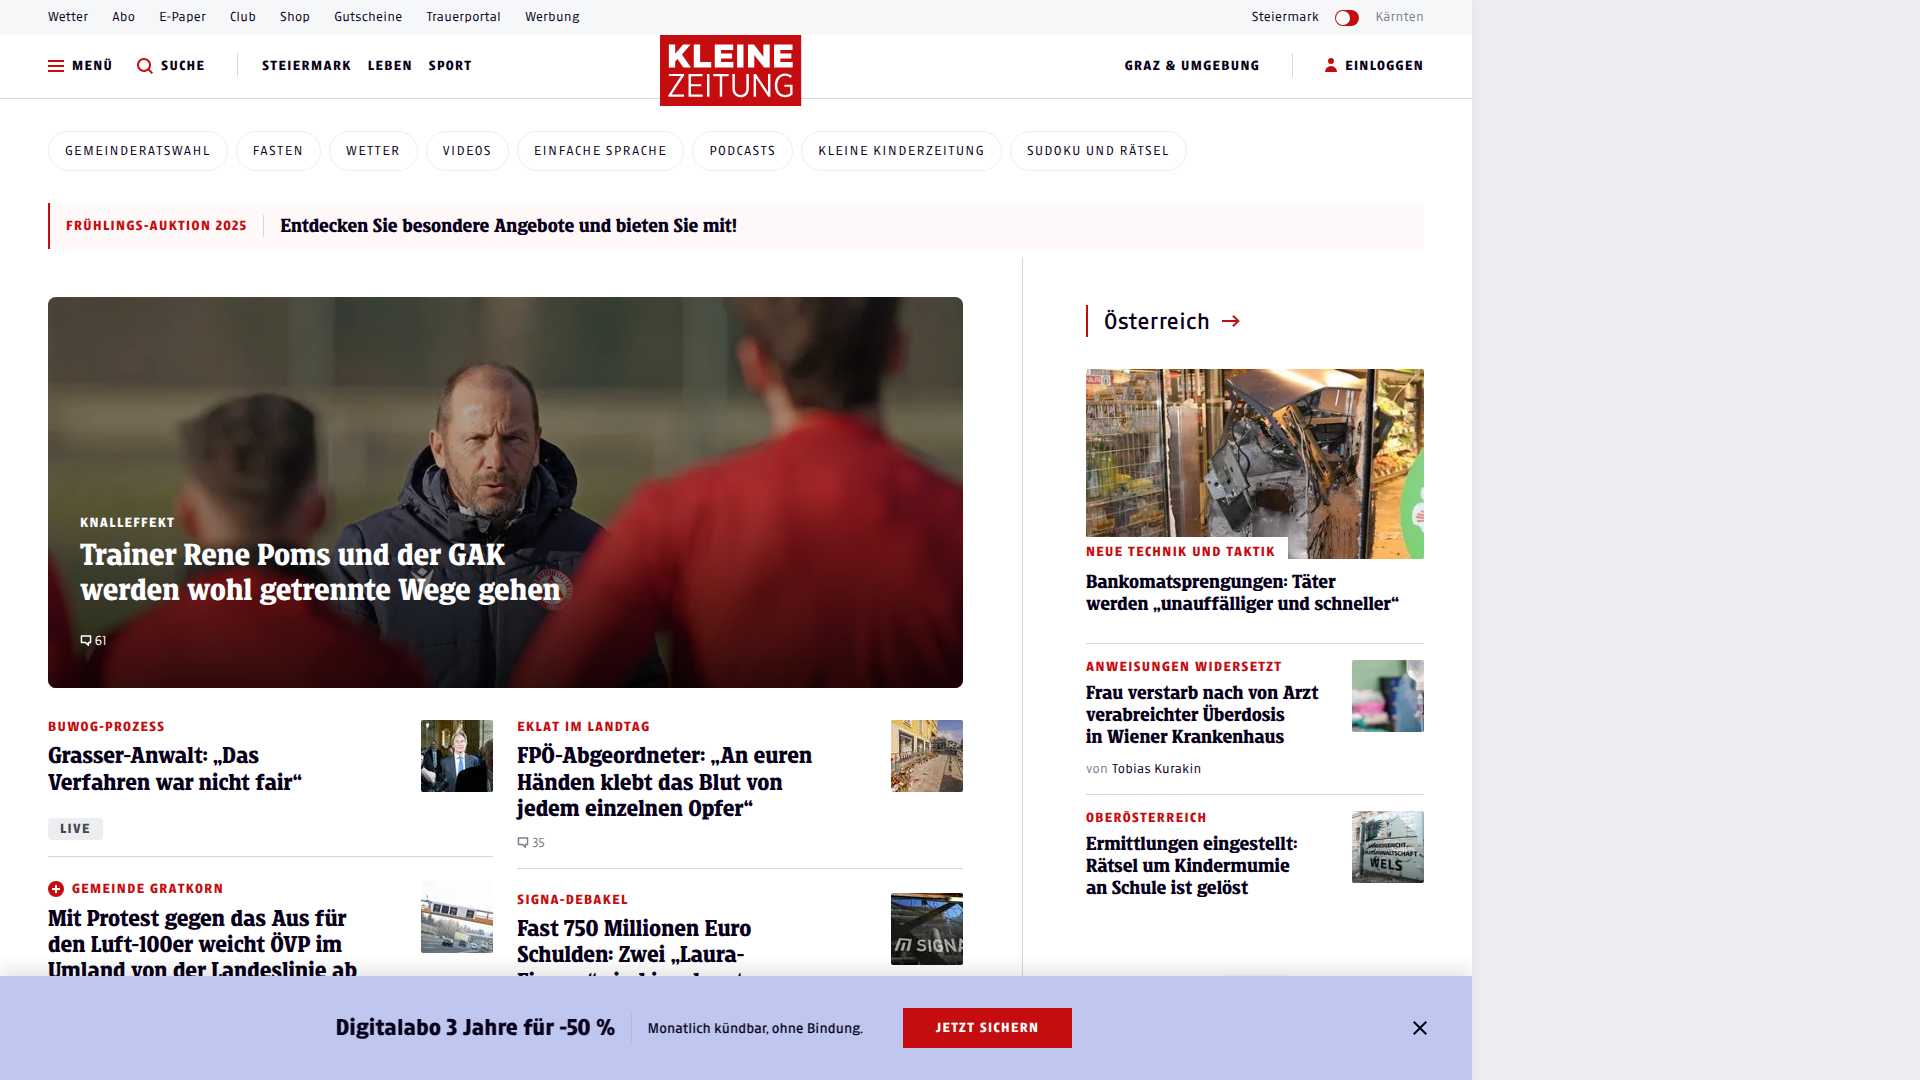 Wetter Abo E-Paper Club Shop Gutscheine Trauerportal Werbung Steiermark Kärnten
MENÜ SUCHE STEIERMARK LEBEN SPORT KLEINE ZEITUNG GRAZ & UMGEBUNG EINLOGGEN
GEMEINDERATSWAHL FASTEN WETTER VIDEOS EINFACHE SPRACHE PODCASTS KLEINE KINDERZEITUNG SUDOKU UND RÄTSEL
FRÜHLINGS-AUKTION 2025 Entdecken Sie besondere Angebote und bieten Sie mit!
KNALLEFFEKT
Trainer Rene Poms und der GAK
werden wohl getrennte Wege gehen
61
BUWOG-PROZESS
Grasser-Anwalt: „Das
Verfahren war nicht fair“
LIVE
GEMEINDE GRATKORN
Mit Protest gegen das Aus für
den Luft-100er weicht ÖVP im
Umland von der Landeslinie ab
EKLAT IM LANDTAG
FPÖ-Abgeordneter: „An euren
Händen klebt das Blut von
jedem einzelnen Opfer“
35
SIGNA-DEBAKEL
Fast 750 Millionen Euro
Schulden: Zwei „Laura-
SIGNA
Österreich
NEUE TECHNIK UND TAKTIK
Bankomatsprengungen: Täter
werden „unauffälliger und schneller“
ANWEISUNGEN WIDERSETZT
Frau verstarb nach von Arzt
verabreichter Überdosis
in Wiener Krankenhaus
von Tobias Kurakin
OBERÖSTERREICH
Ermittlungen eingestellt:
Rätsel um Kindermumie
an Schule ist gelöst
WELS
Digitalabo 3 Jahre für -50 % Monatlich kündbar, ohne Bindung. JETZT SICHERN